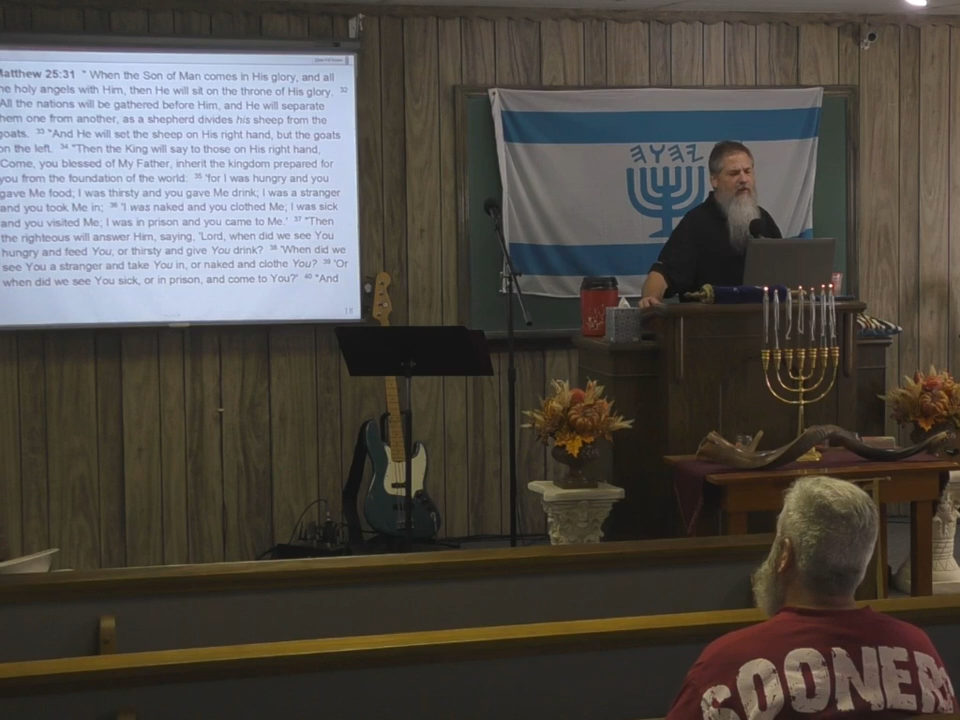 Matthew 25:31 " When the Son of Man comes in His glory, and all
he holy angels with Him, then He will sit on the throne of His glory. 32
All the nations will be gathered before Him, and He will separate
them one from another, as a shepherd divides his sheep from the
goats. 33 "And He will set the sheep on His right hand, but the goats
on the left. 34 "Then the King will say to those on His right hand,
Come, you blessed of My Father, inherit the kingdom prepared for
you from the foundation of the world: 35 'for I was hungry and you
gave Me food; I was thirsty and you gave Me drink; I was a stranger
and you took Me in; 36 'I was naked and you clothed Me; I was sick
and you visited Me; I was in prison and you came to Me.' 37 "Then
the righteous will answer Him, saying, 'Lord, when did we see You
hungry and feed You, or thirsty and give You drink? 38 'When did we
see You a stranger and take You in, or naked and clothe You? 39 'Or
when did we see You sick, or in prison, and come to You?' 40 "And
18
𐤉𐤄𐤅𐤄
SOONERS